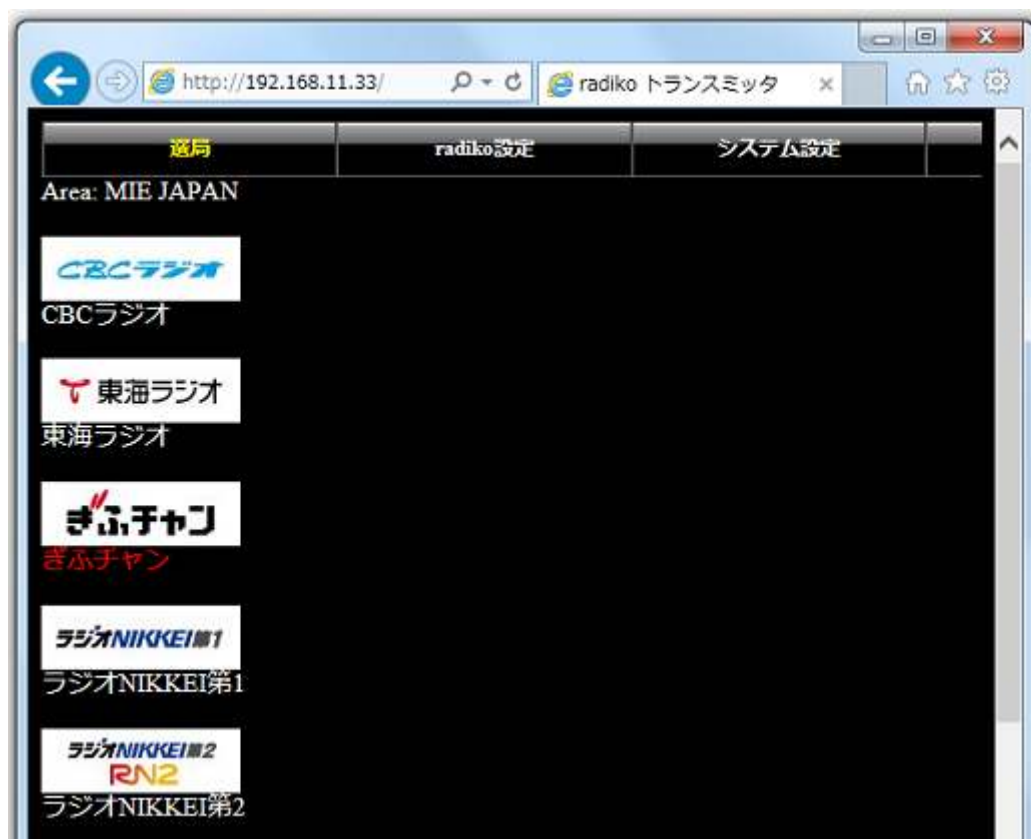 http://192.168.11.33/
radiko トランスミッタ
選局 radiko設定 システム設定
Area: MIE JAPAN
CBCラジオ
CBCラジオ
東海ラジオ
東海ラジオ
ぎふチャン
ぎふチャン
ラジオNIKKEI第1
ラジオNIKKEI第1
ラジオNIKKEI第2
RN2
ラジオNIKKEI第2